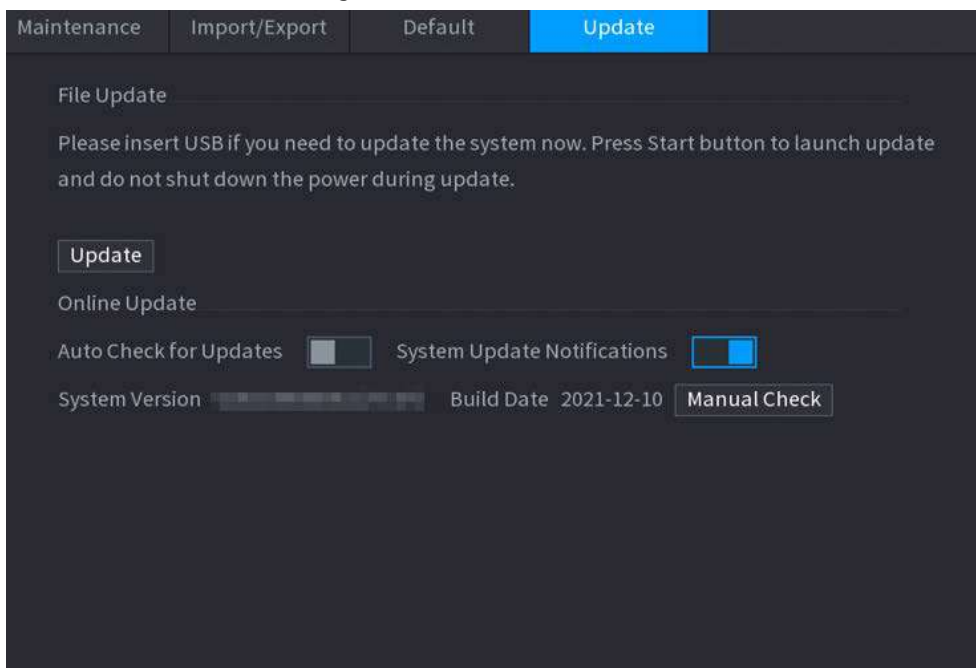 Maintenance Import/Export Default Update
File Update
Please insert USB if you need to update the system now. Press Start button to launch update
and do not shut down the power during update.
Update
Online Update
Auto Check for Updates System Update Notifications
System Version Build Date 2021-12-10 Manual Check